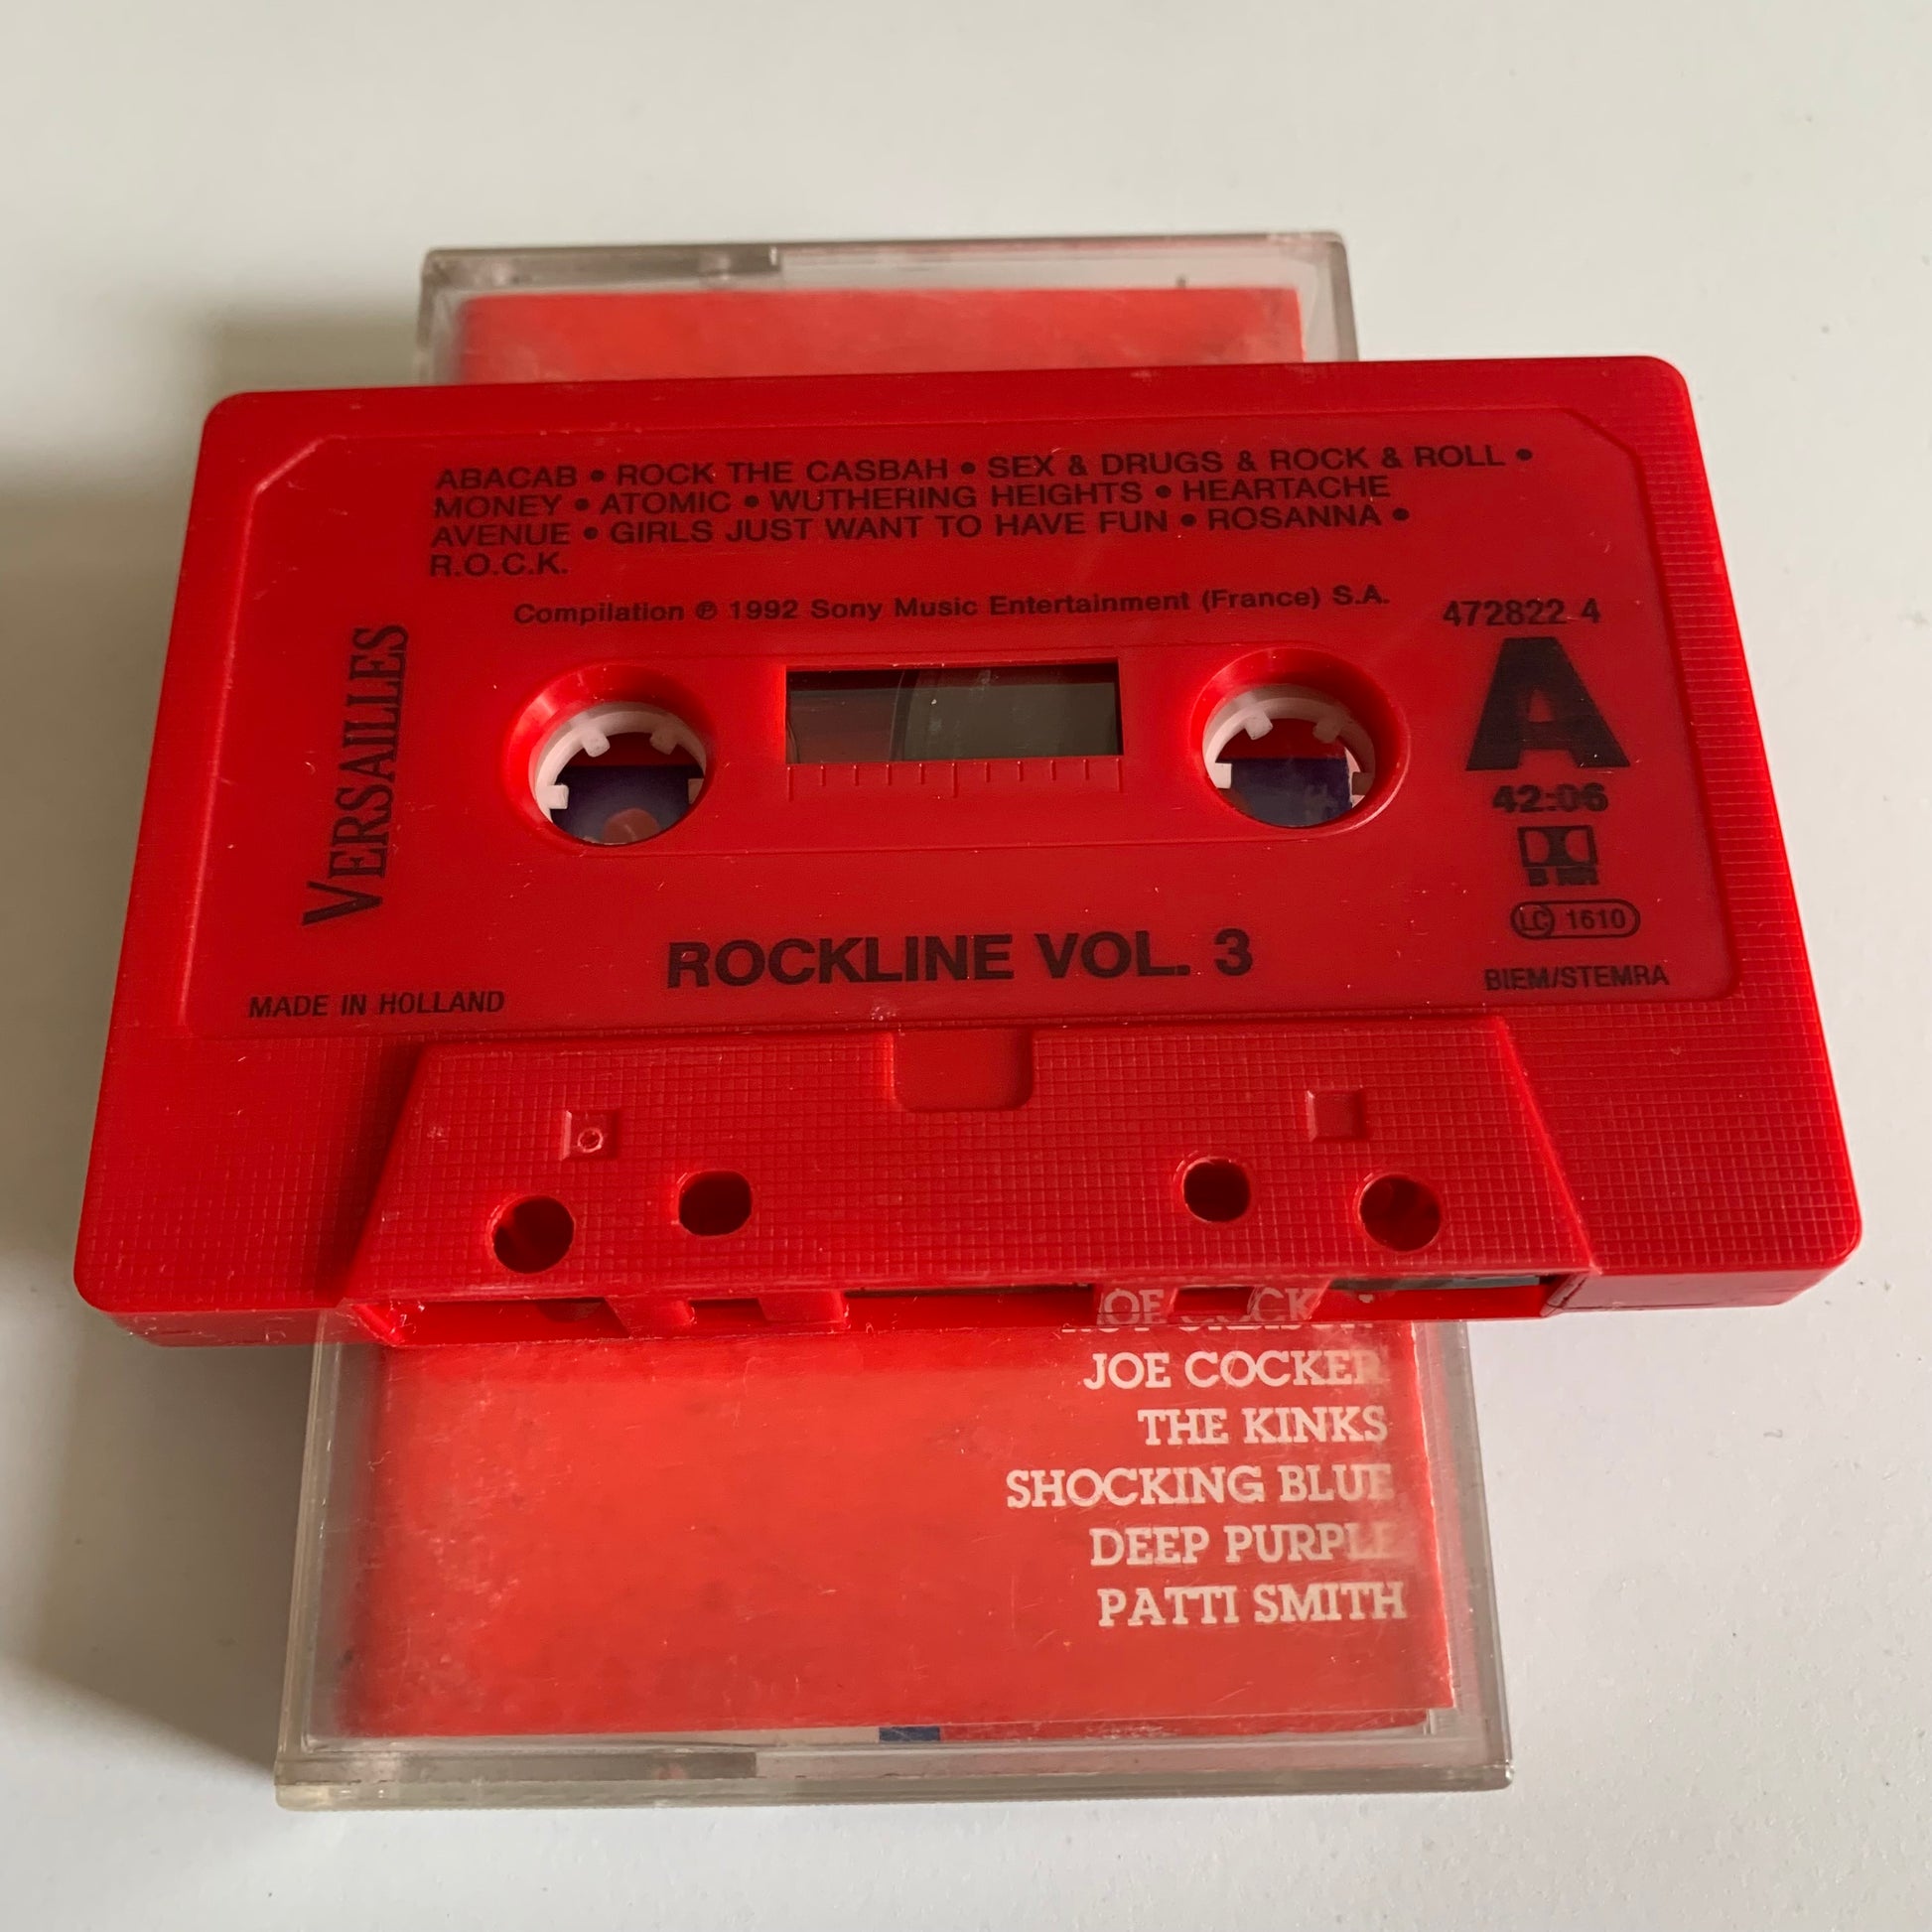 ABACAB • ROCK THE CASBAH • SEX & DRUGS & ROCK & ROLL •
MONEY • ATOMIC • WUTHERING HEIGHTS • HEARTACHE
AVENUE • GIRLS JUST WANT TO HAVE FUN • ROSANNA •
R.O.C.K.
Compilation ℗ 1992 Sony Music Entertainment (France) S.A.
472822 4
VERSAILLES
A
42:06
B NR
LC 1610
ROCKLINE VOL. 3
MADE IN HOLLAND
BIEM/STEMRA
JOE COCKER
THE KINKS
SHOCKING BLUE
DEEP PURPLE
PATTI SMITH